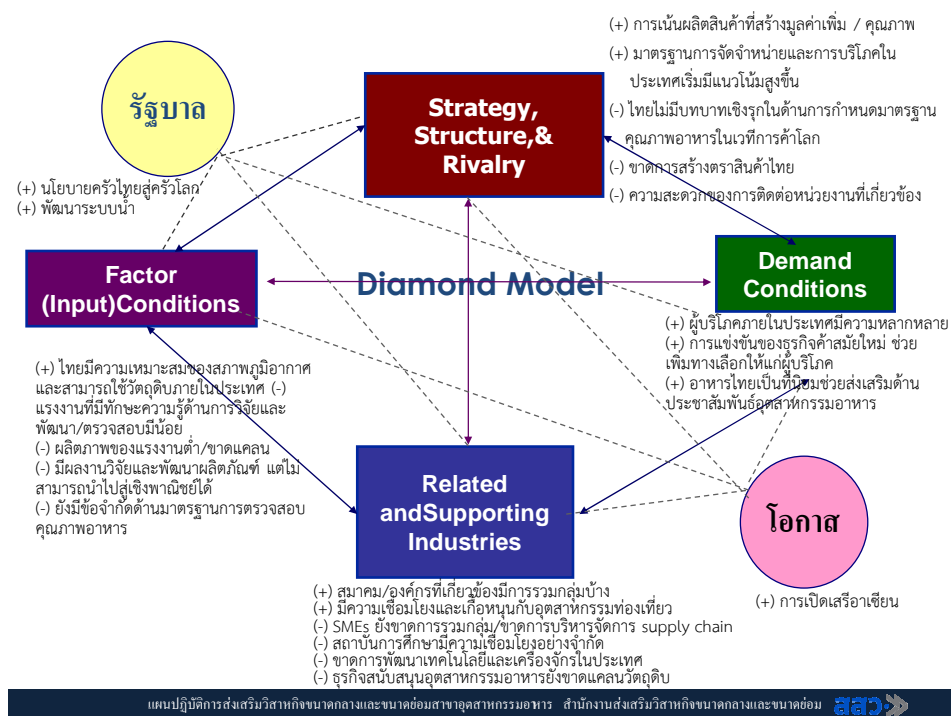 (+) การเน้นผลิตสินค้าที่สร้างมูลค่าเพิ่ม / คุณภาพ
(+) มาตรฐานการจัดจำหน่ายและการบริโภคใน
ประเทศเริ่มมีแนวโน้มสูงขึ้น
(-) ไทยไม่มีบทบาทเชิงรุกในด้านการกำหนดมาตรฐาน
คุณภาพอาหารในเวทีการค้าโลก
(-) ขาดการสร้างตราสินค้าไทย
(-) ความสะดวกของการติดต่อหน่วยงานที่เกี่ยวข้อง
รัฐบาล
Strategy,
Structure,&
Rivalry
(+) นโยบายครัวไทยสู่ครัวโลก
(+) พัฒนาระบบน้ำ
Factor
(Input)Conditions
Diamond Model
Demand
Conditions
(+) ผู้บริโภคภายในประเทศมีความหลากหลาย
(+) การแข่งขันของธุรกิจค้าสมัยใหม่ ช่วย
เพิ่มทางเลือกให้แก่ผู้บริโภค
(+) อาหารไทยเป็นที่นิยมช่วยส่งเสริมด้าน
ประชาสัมพันธ์อุตสาหกรรมอาหาร
(+) ไทยมีความเหมาะสมของสภาพภูมิอากาศ
และสามารถใช้วัตถุดิบภายในประเทศ (-)
แรงงานที่มีทักษะความรู้ด้านการวิจัยและ
พัฒนา/ตรวจสอบมีน้อย
(-) ผลิตภาพของแรงงานต่ำ/ขาดแคลน
(-) มีผลงานวิจัยและพัฒนาผลิตภัณฑ์ แต่ไม่
สามารถนำไปสู่เชิงพาณิชย์ได้
(-) ยังมีข้อจำกัดด้านมาตรฐานการตรวจสอบ
คุณภาพอาหาร
Related
andSupporting
Industries
โอกาส
(+) การเปิดเสรีอาเซียน
(+) สมาคม/องค์กรที่เกี่ยวข้องมีการรวมกลุ่มบ้าง
(+) มีความเชื่อมโยงและเกื้อหนุนกับอุตสาหกรรมท่องเที่ยว
(-) SMEs ยังขาดการรวมกลุ่ม/ขาดการบริหารจัดการ supply chain
(-) สถาบันการศึกษามีความเชื่อมโยงอย่างจำกัด
(-) ขาดการพัฒนาเทคโนโลยีและเครื่องจักรในประเทศ
(-) ธุรกิจสนับสนุนอุตสาหกรรมอาหารยังขาดแคลนวัตถุดิบ
แผนปฏิบัติการส่งเสริมวิสาหกิจขนาดกลางและขนาดย่อมสาขาอุตสาหกรรมอาหาร สำนักงานส่งเสริมวิสาหกิจขนาดกลางและขนาดย่อม สสว